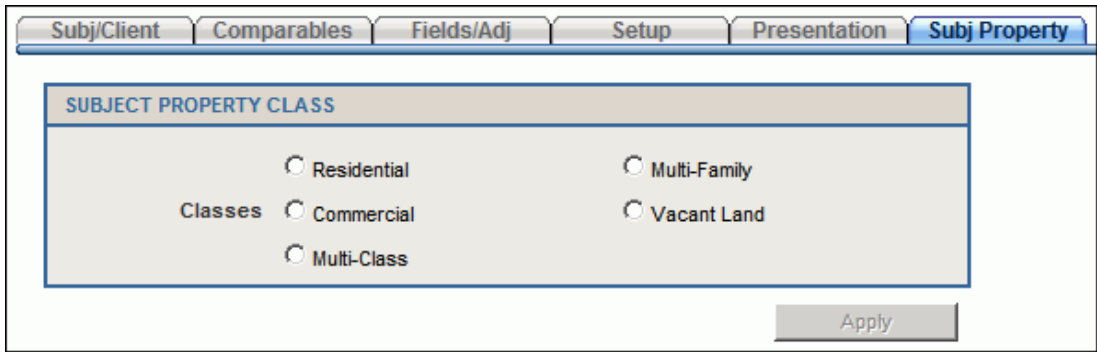 Subj/Client Comparables Fields/Adj Setup Presentation Subj Property
SUBJECT PROPERTY CLASS
Residential Multi-Family
Classes Commercial Vacant Land
Multi-Class
Apply